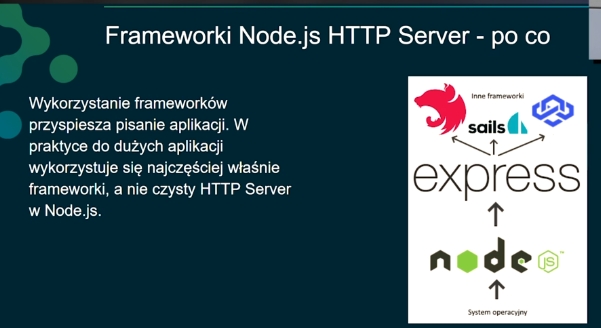 Frameworki Node.js HTTP Server - po co
Wykorzystanie frameworków
przyspiesza pisanie aplikacji. W
praktyce do dużych aplikacji
wykorzystuje się najczęściej właśnie
frameworki, a nie czysty HTTP Server
w Node.js.
Inne frameworki
sails
express
node JS™
System operacyjny